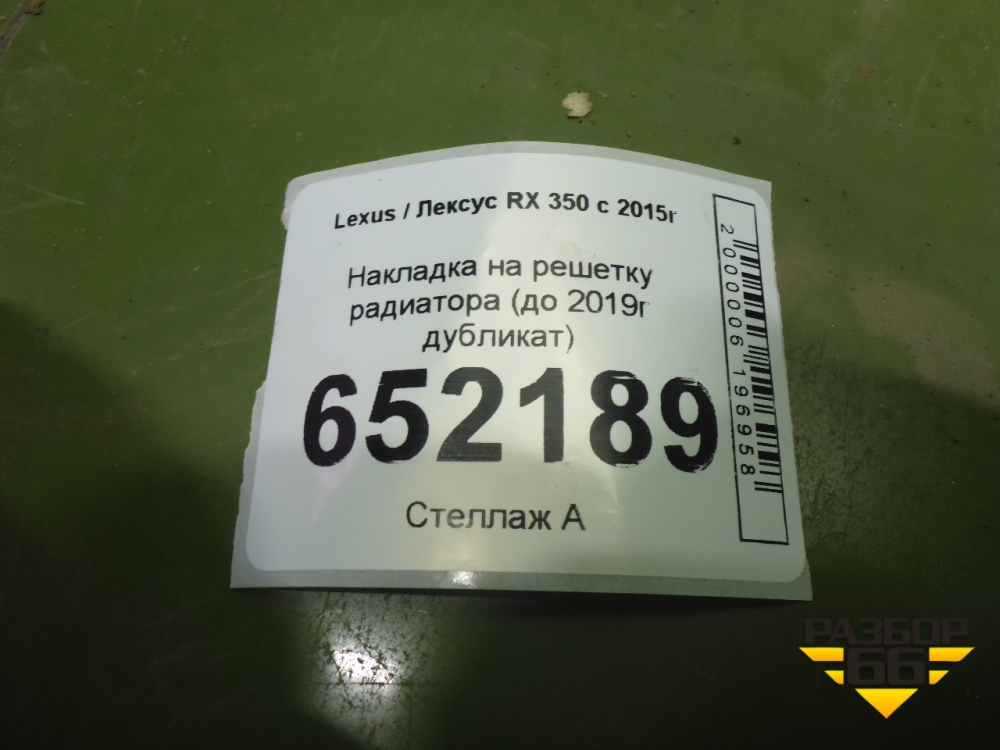 Lexus / Лексус RX 350 с 2015г
Накладка на решетку
радиатора (до 2019г
дубликат)
652189
Стеллаж А
2000006196958
РАЗБОР
66